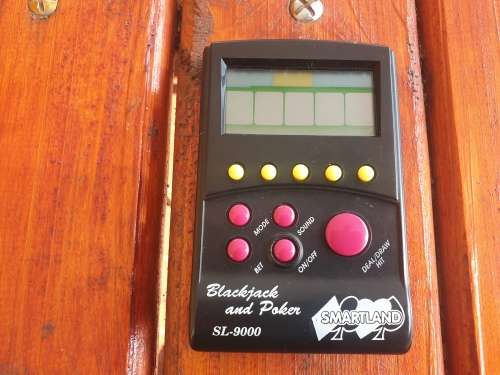 MODE
SOUND
BET
ON/OFF
DEAL/DRAW
HIT
Blackjack
and Poker
SL-9000
SMARTLAND